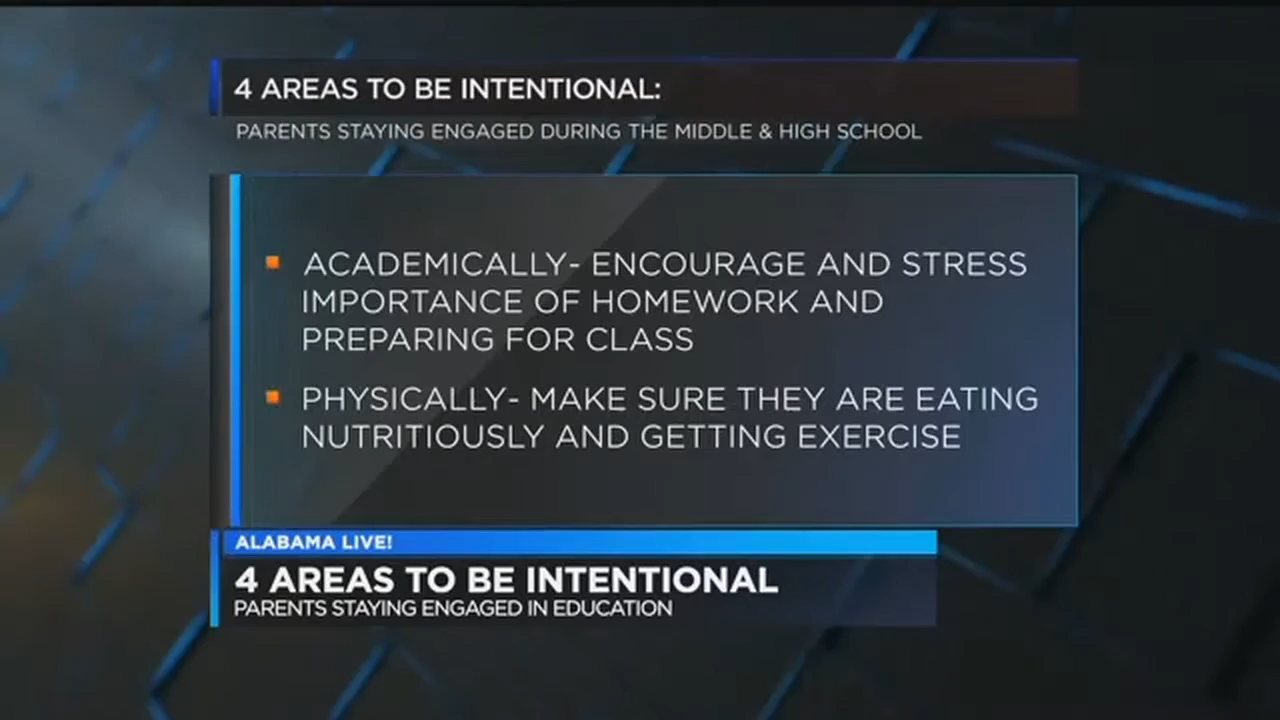 4 AREAS TO BE INTENTIONAL:
PARENTS STAYING ENGAGED DURING THE MIDDLE & HIGH SCHOOL
ACADEMICALLY- ENCOURAGE AND STRESS
IMPORTANCE OF HOMEWORK AND
PREPARING FOR CLASS
PHYSICALLY- MAKE SURE THEY ARE EATING
NUTRITIOUSLY AND GETTING EXERCISE
ALABAMA LIVE!
4 AREAS TO BE INTENTIONAL
PARENTS STAYING ENGAGED IN EDUCATION